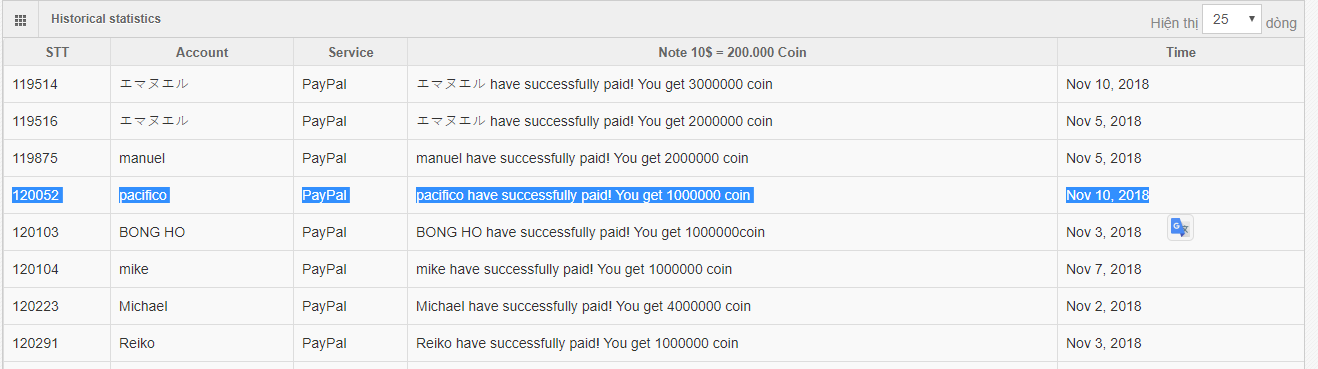 Historical statistics
Hiện thị 25 dòng
STT Account Service Note 10$ = 200.000 Coin Time
119514 エマヌエル PayPal エマヌエル have successfully paid! You get 3000000 coin Nov 10, 2018
119516 エマヌエル PayPal エマヌエル have successfully paid! You get 2000000 coin Nov 5, 2018
119875 manuel PayPal manuel have successfully paid! You get 2000000 coin Nov 5, 2018
120052 pacifico PayPal pacifico have successfully paid! You get 1000000 coin Nov 10, 2018
120103 BONG HO PayPal BONG HO have successfully paid! You get 1000000coin Nov 3, 2018
120104 mike PayPal mike have successfully paid! You get 1000000 coin Nov 7, 2018
120223 Michael PayPal Michael have successfully paid! You get 4000000 coin Nov 2, 2018
120291 Reiko PayPal Reiko have successfully paid! You get 1000000 coin Nov 3, 2018